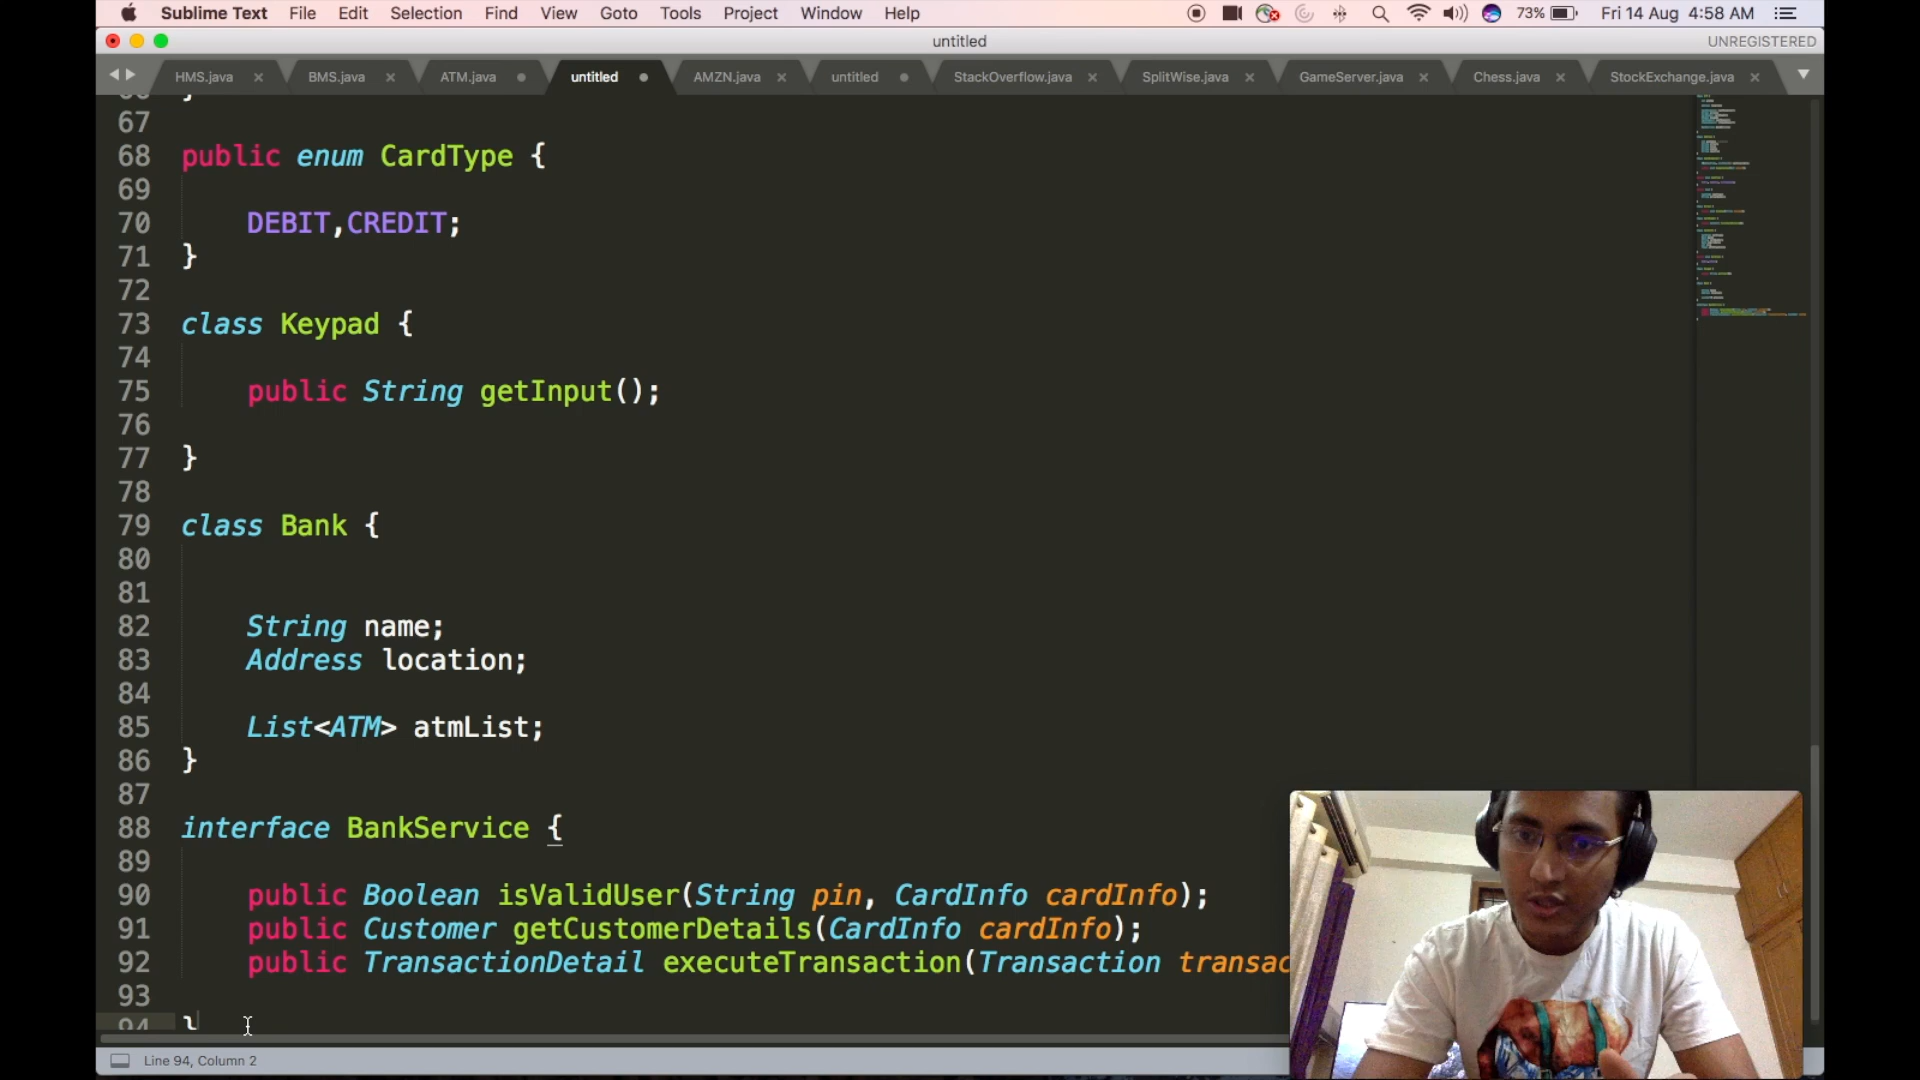 Sublime Text File Edit Selection Find View Goto Tools Project Window Help 73% Fri 14 Aug 4:58 AM
untitled UNREGISTERED
HMS.java BMS.java ATM.java untitled AMZN.java untitled StackOverflow.java SplitWise.java GameServer.java Chess.java StockExchange.java
67
68 public enum CardType {
69
70 DEBIT,CREDIT;
71 }
72
73 class Keypad {
74
75 public String getInput();
76
77 }
78
79 class Bank {
80
81
82 String name;
83 Address location;
84
85 List<ATM> atmList;
86 }
87
88 interface BankService {
89
90 public Boolean isValidUser(String pin, CardInfo cardInfo);
91 public Customer getCustomerDetails(CardInfo cardInfo);
92 public TransactionDetail executeTransaction(Transaction transac
93
94 }
Line 94, Column 2